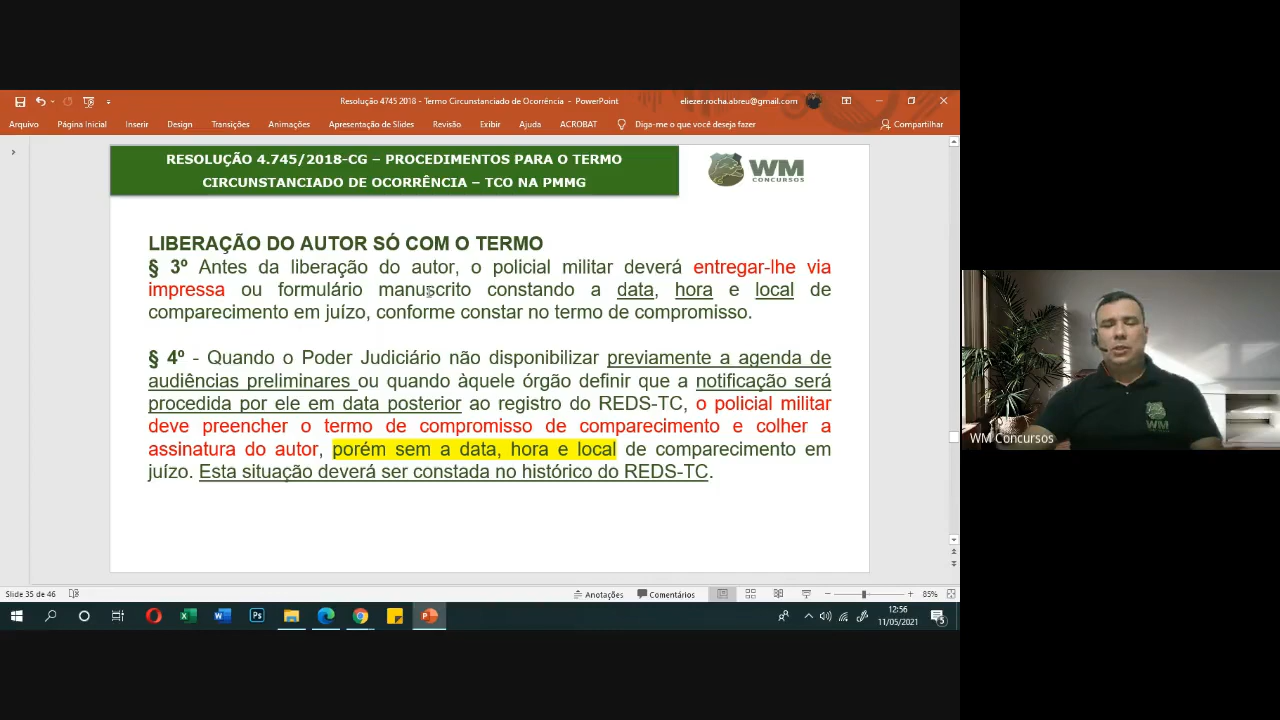 Resolução 4745 2018 - Termo Circunstanciado de Ocorrência - PowerPoint
eliezer.rocha.abreu@gmail.com
Arquivo Página Inicial Inserir Design Transições Animações Apresentação de Slides Revisão Exibir Ajuda ACROBAT Diga-me o que você deseja fazer Compartilhar
RESOLUÇÃO 4.745/2018-CG – PROCEDIMENTOS PARA O TERMO
CIRCUNSTANCIADO DE OCORRÊNCIA – TCO NA PMMG
WM
CONCURSOS
LIBERAÇÃO DO AUTOR SÓ COM O TERMO
§ 3º Antes da liberação do autor, o policial militar deverá entregar-lhe via
impressa ou formulário manuscrito constando a data, hora e local de
comparecimento em juízo, conforme constar no termo de compromisso.
§ 4º - Quando o Poder Judiciário não disponibilizar previamente a agenda de
audiências preliminares ou quando àquele órgão definir que a notificação será
procedida por ele em data posterior ao registro do REDS-TC, o policial militar
deve preencher o termo de compromisso de comparecimento e colher a
assinatura do autor, porém sem a data, hora e local de comparecimento em
juízo. Esta situação deverá ser constada no histórico do REDS-TC.
WM
WM Concursos
Slide 35 de 46
Anotações Comentários 85%
12:56
11/05/2021
5